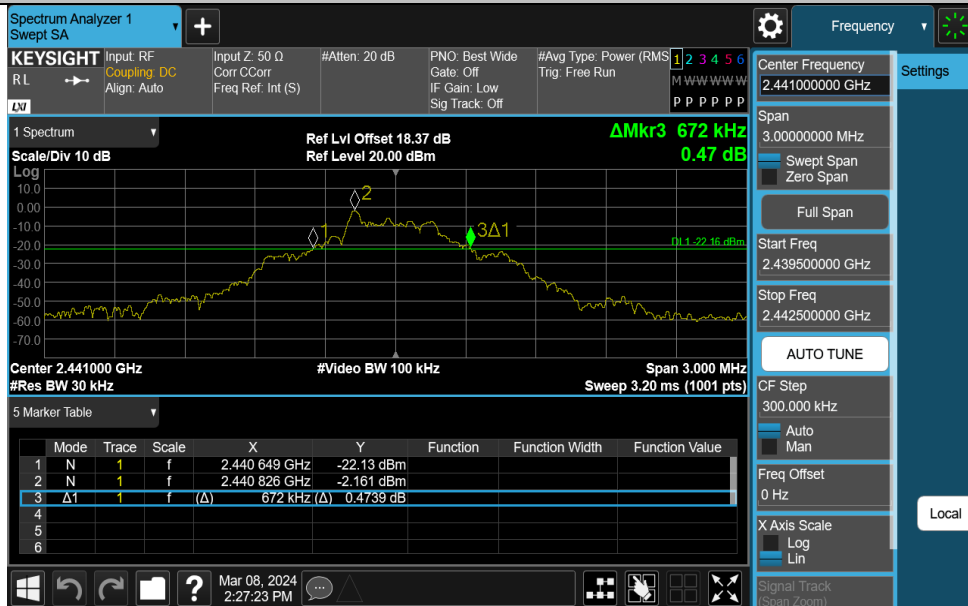 Spectrum Analyzer 1
Swept SA
+
Frequency
KEYSIGHT
RL
LXI
Input: RF
Coupling: DC
Align: Auto
Input Z: 50 Ω
Corr CCorr
Freq Ref: Int (S)
#Atten: 20 dB
PNO: Best Wide
Gate: Off
IF Gain: Low
Sig Track: Off
#Avg Type: Power (RMS
Trig: Free Run
1 2 3 4 5 6
M W W W W W
P P P P P P
1 Spectrum
Scale/Div 10 dB
Ref Lvl Offset 18.37 dB
Ref Level 20.00 dBm
ΔMkr3 672 kHz
0.47 dB
Log
10.0
0.00
-10.0
-20.0
-30.0
-40.0
-50.0
-60.0
-70.0
1
2
3Δ1
DL1 -22.16 dBm
Center 2.441000 GHz
#Video BW 100 kHz
Span 3.000 MHz
#Res BW 30 kHz
Sweep 3.20 ms (1001 pts)
5 Marker Table
Mode Trace Scale X Y Function Function Width Function Value
1 N 1 f 2.440 649 GHz -22.13 dBm
2 N 1 f 2.440 826 GHz -2.161 dBm
3 Δ1 1 f (Δ) 672 kHz (Δ) 0.4739 dB
4
5
6
Mar 08, 2024
2:27:23 PM
?
Center Frequency
2.441000000 GHz
Settings
Span
3.00000000 MHz
Swept Span
Zero Span
Full Span
Start Freq
2.439500000 GHz
Stop Freq
2.442500000 GHz
AUTO TUNE
CF Step
300.000 kHz
Auto
Man
Freq Offset
0 Hz
Local
X Axis Scale
Log
Lin
Signal Track
(Span Zoom)